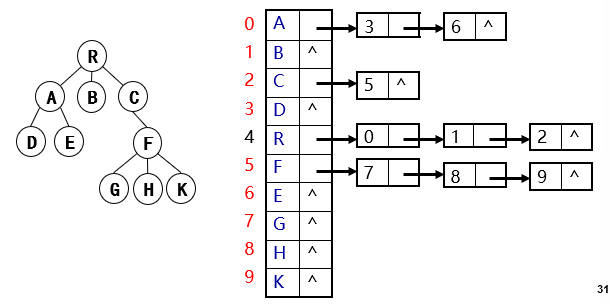 R
A B C
D E F
G H K
0 A 3 6 ^
1 B ^
2 C 5 ^
3 D ^
4 R 0 1 2 ^
5 F 7 8 9 ^
6 E ^
7 G ^
8 H ^
9 K ^
31